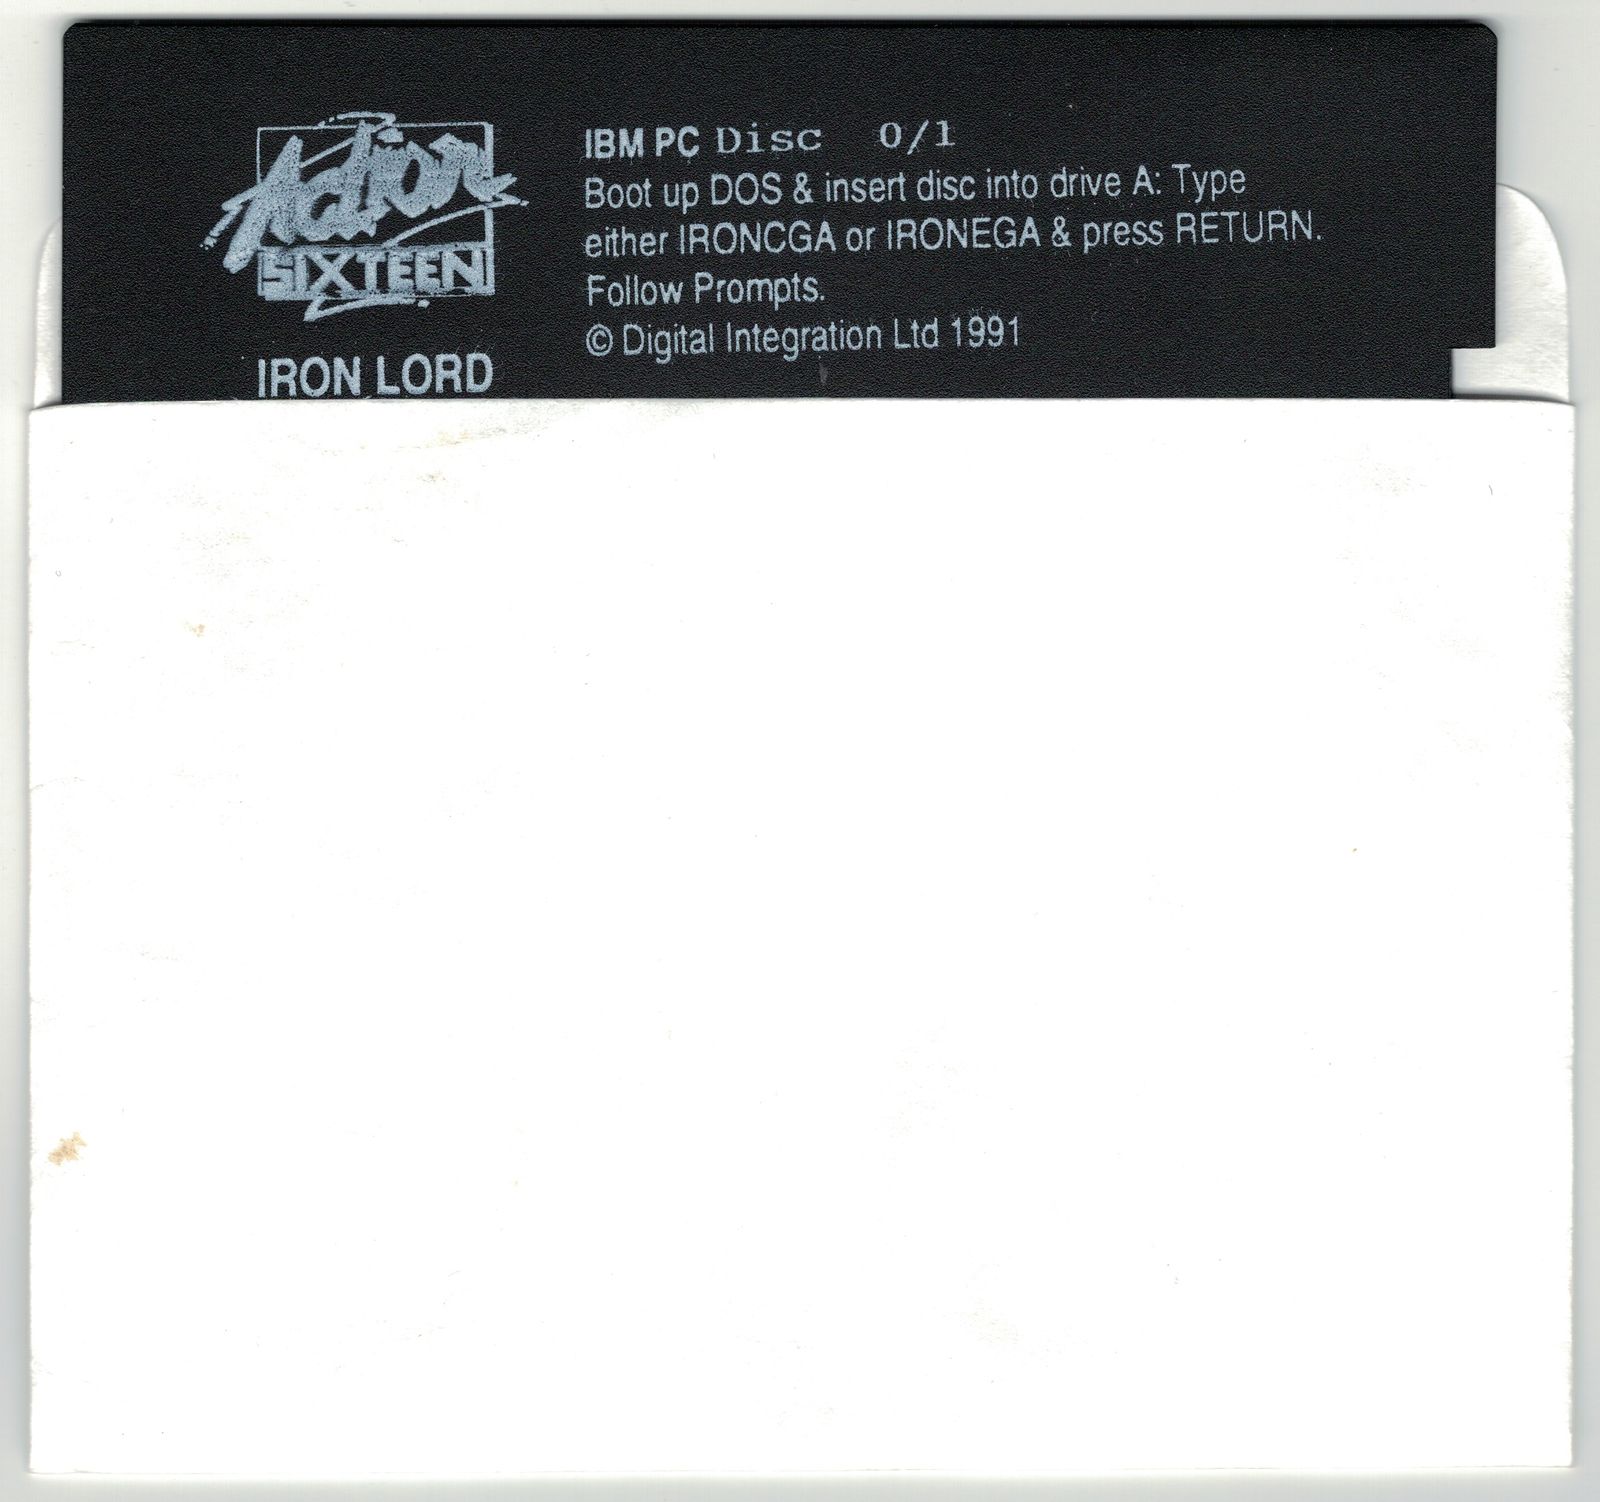 Action
SIXTEEN
IRON LORD
IBM PC Disc 0/1
Boot up DOS & insert disc into drive A: Type
either IRONCGA or IRONEGA & press RETURN.
Follow Prompts.
© Digital Integration Ltd 1991